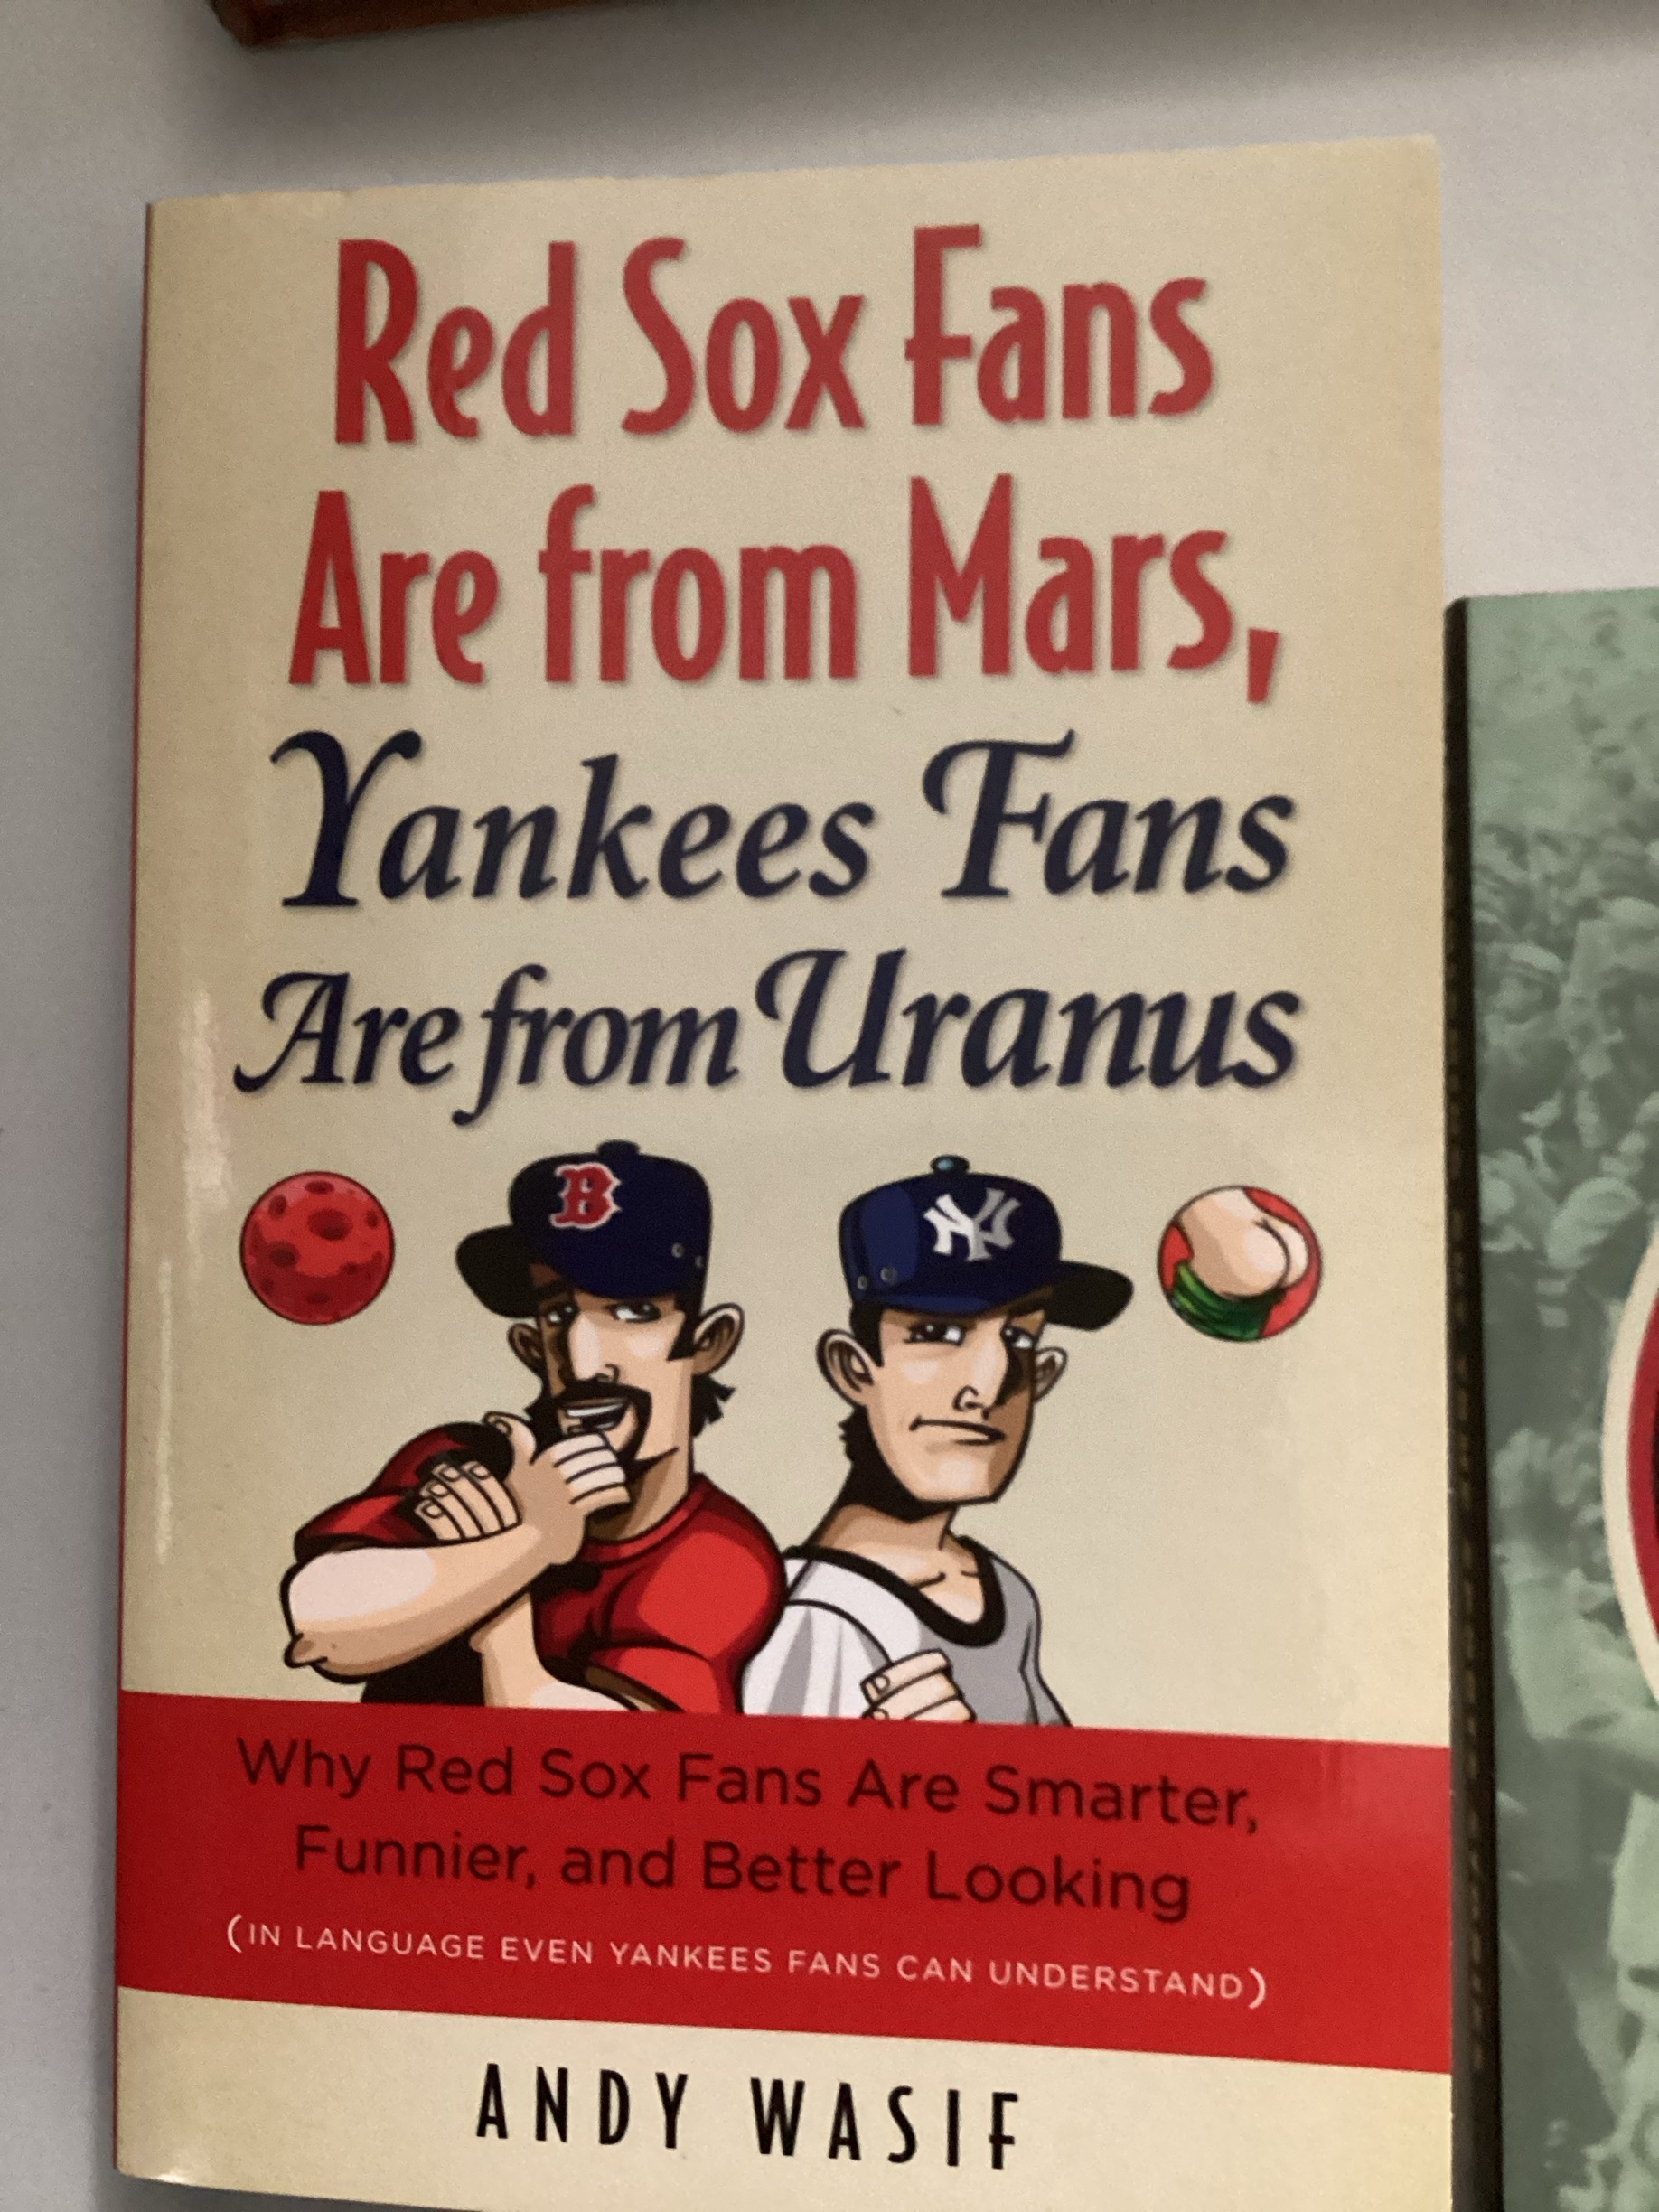 Red Sox Fans
Are from Mars,
Yankees Fans
Are from Uranus
B
NY
Why Red Sox Fans Are Smarter,
Funnier, and Better Looking
(IN LANGUAGE EVEN YANKEES FANS CAN UNDERSTAND)
ANDY WASIF